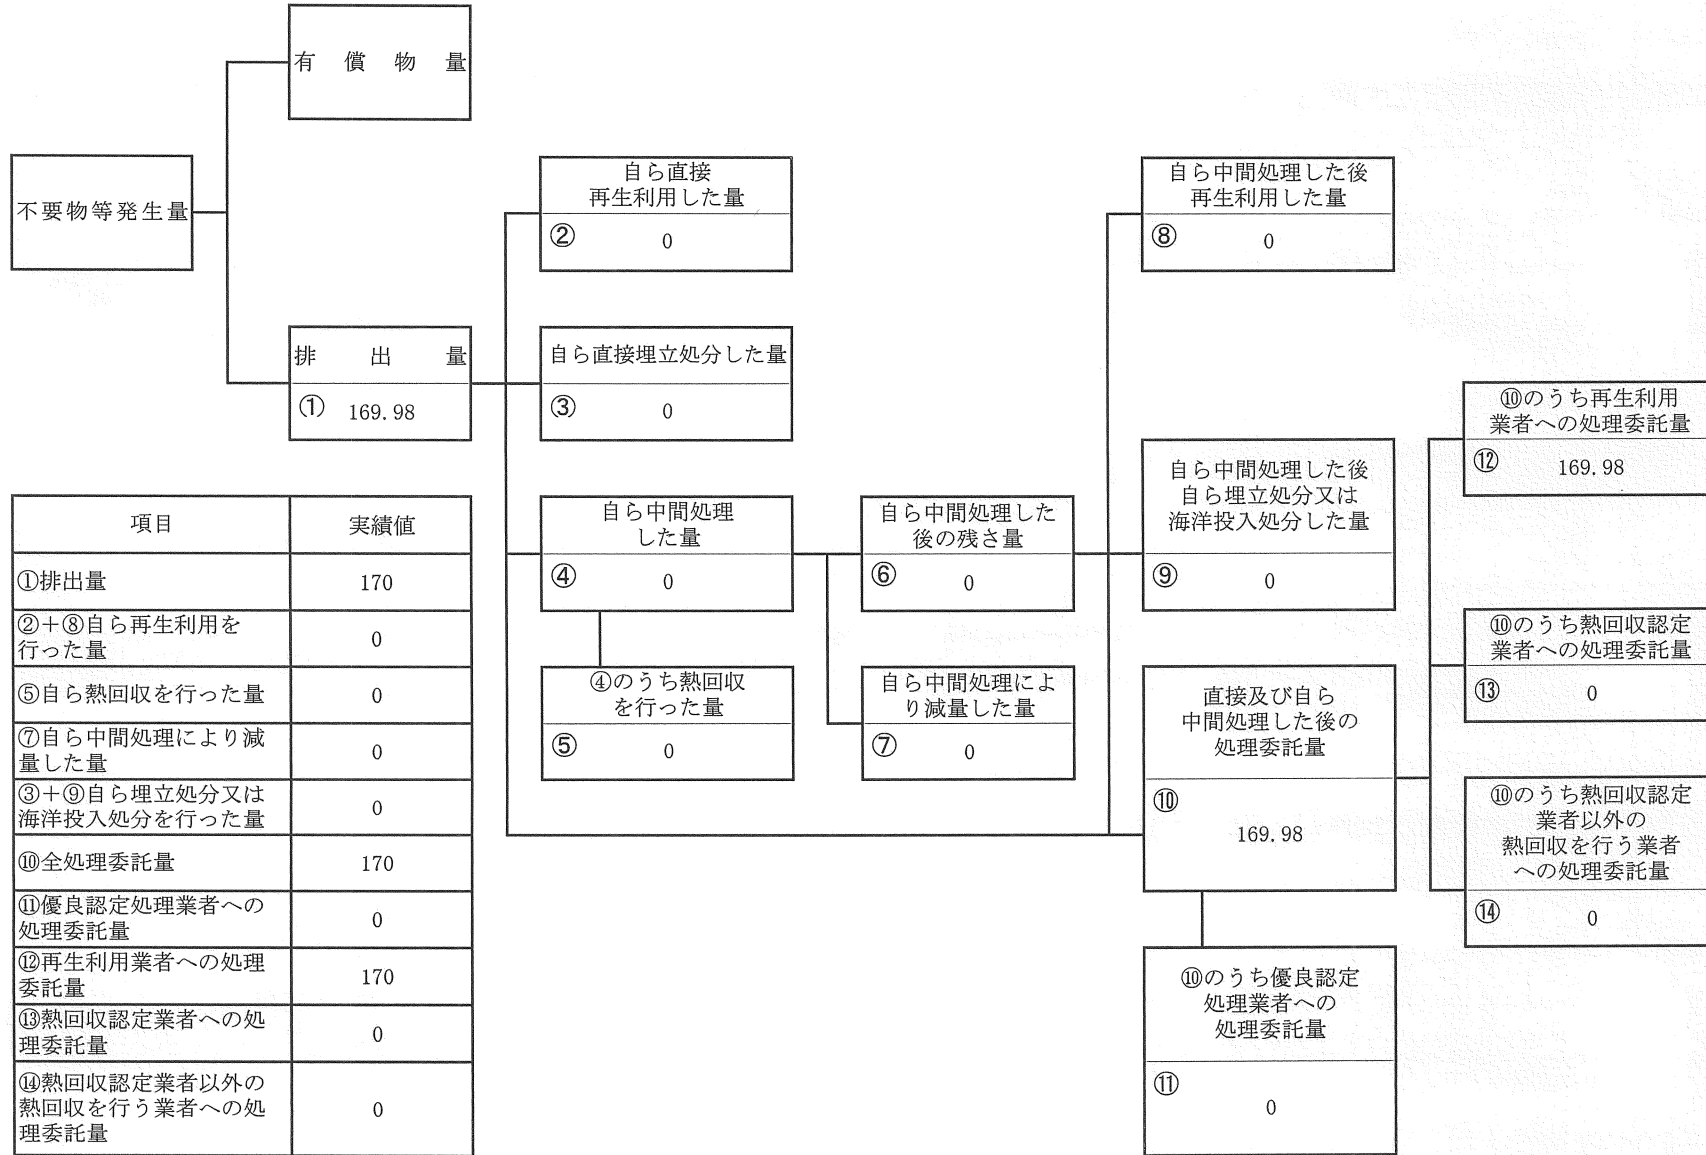 有償物量
不要物等発生量
排出量
① 169.98
自ら直接
再生利用した量
② 0
自ら直接埋立処分した量
③ 0
自ら中間処理
した量
④ 0
④のうち熱回収
を行った量
⑤ 0
自ら中間処理した
後の残さ量
⑥ 0
自ら中間処理によ
り減量した量
⑦ 0
自ら中間処理した後
再生利用した量
⑧ 0
自ら中間処理した後
自ら埋立処分又は
海洋投入処分した量
⑨ 0
直接及び自ら
中間処理した後の
処理委託量
⑩
169.98
⑩のうち優良認定
処理業者への
処理委託量
⑪
0
⑩のうち再生利用
業者への処理委託量
⑫ 169.98
⑩のうち熱回収認定
業者への処理委託量
⑬ 0
⑩のうち熱回収認定
業者以外の
熱回収を行う業者
への処理委託量
⑭ 0
項目 実績値
①排出量 170
②+⑧自ら再生利用を
行った量 0
⑤自ら熱回収を行った量 0
⑦自ら中間処理により減
量した量 0
③+⑨自ら埋立処分又は
海洋投入処分を行った量 0
⑩全処理委託量 170
⑪優良認定処理業者への
処理委託量 0
⑫再生利用業者への処理
委託量 170
⑬熱回収認定業者への処
理委託量 0
⑭熱回収認定業者以外の
熱回収を行う業者への処
理委託量 0